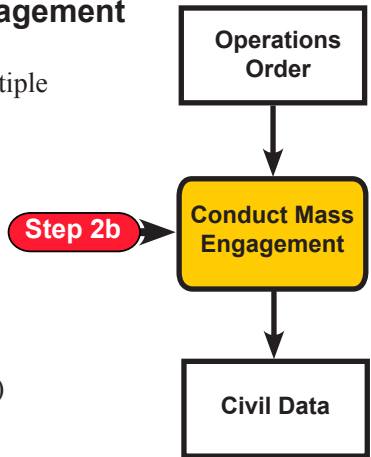 agement
tiple
)
Operations
Order
Step 2b
Conduct Mass
Engagement
Civil Data